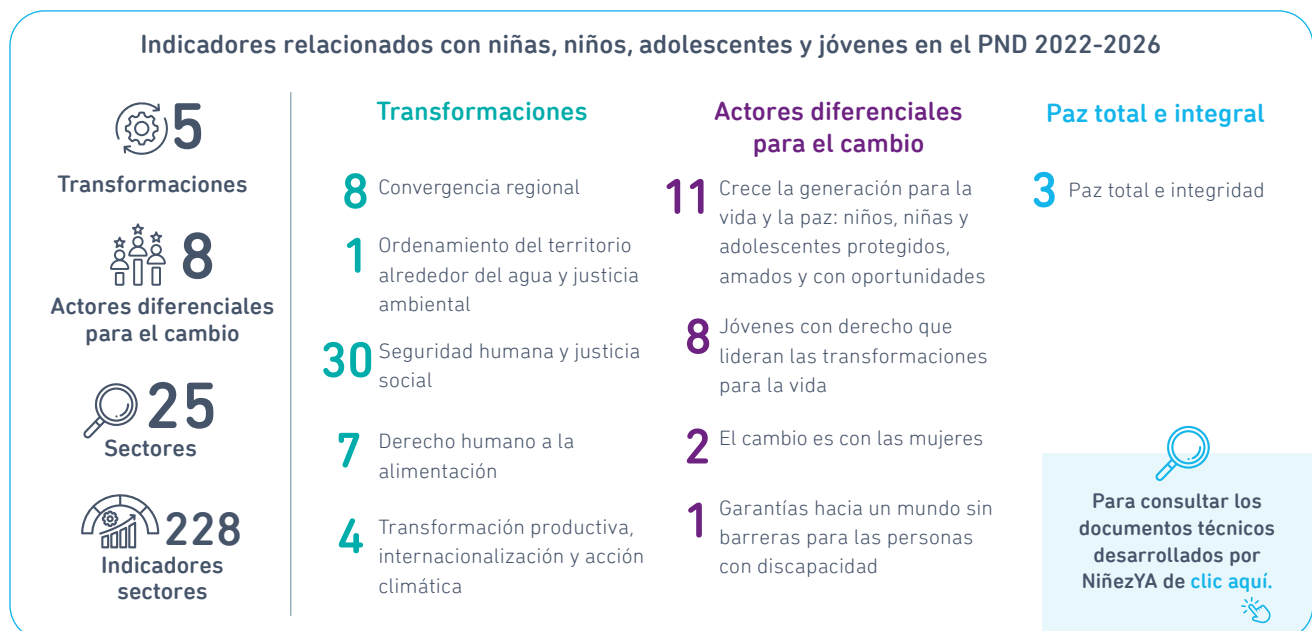 Indicadores relacionados con niñas, niños, adolescentes y jóvenes en el PND 2022-2026
5
Transformaciones
8
Actores diferenciales
para el cambio
25
Sectores
228
Indicadores
sectores
Transformaciones
8 Convergencia regional
1 Ordenamiento del territorio
alrededor del agua y justicia
ambiental
30 Seguridad humana y justicia
social
7 Derecho humano a la
alimentación
4 Transformación productiva,
internacionalización y acción
climática
Actores diferenciales
para el cambio
11 Crece la generación para la
vida y la paz: niños, niñas y
adolescentes protegidos,
amados y con oportunidades
8 Jóvenes con derecho que
lideran las transformaciones
para la vida
2 El cambio es con las mujeres
1 Garantías hacia un mundo sin
barreras para las personas
con discapacidad
Paz total e integral
3 Paz total e integridad
Para consultar los
documentos técnicos
desarrollados por
NiñezYA de clic aquí.